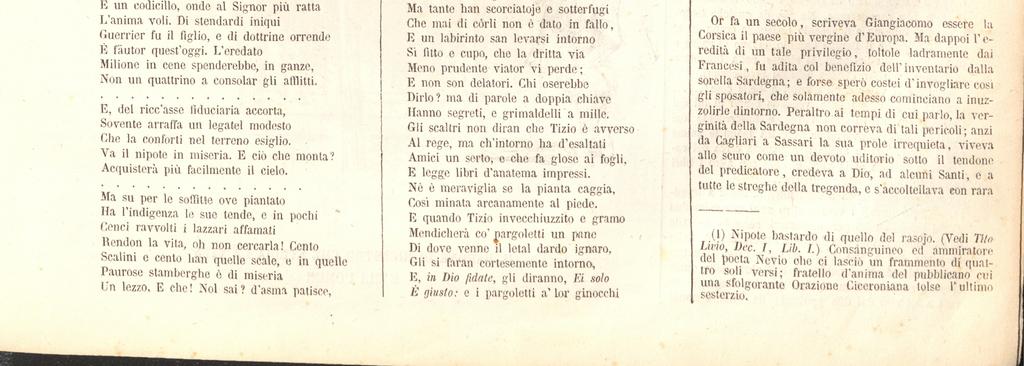 E un codicillo, onde al Signor più ratta
L'anima voli. Di stendardi iniqui
Guerrier fu il figlio, e di dottrine orrende
È fautor quest'oggi. L'eredato
Milione in cene spenderebbe, in ganze,
Non un quattrino a consolar gli afflitti.
. . . . . . . . . . . . . . .
E, del ricc'asse fiduciaria accorta,
Sovente arraffa un legatel modesto
Che la conforti nel terreno esiglio.
Va il nipote in miseria. E ciò che monta?
Acquisterà più facilmente il cielo.
. . . . . . . . . . . . . . .
Ma su per le soffitte ove piantato
Ha l'indigenza le sue tende, e in pochi
Cenci ravvolti i lazzari affamati
Rendon la vita, oh non cercarla! Cento
Scalini e cento han quelle scale, e in quelle
Paurose stamberghe è di miseria
Un lezzo. E che! Nol sai? d'asma patisce,
Ma tante han scorciatoje e sotterfugi
Che mai di côrli non è dato in fallo,
E un labirinto san levarsi intorno
Sì fitto e cupo, che la dritta via
Meno prudente viator vi perde;
E non son delatori. Chi oserebbe
Dirlo? ma di parole a doppia chiave
Hanno segreti, e grimaldelli a mille.
Gli scaltri non diran che Tizio è avverso
Al rege, ma ch'intorno ha d'esaltati
Amici un serto, e che fa glose ai fogli,
E legge libri d'anatema impressi.
Nè è meraviglia se la pianta caggia,
Così minata arcanamente al piede.
E quando Tizio invecchiuzzito e gramo
Mendicherà co' pargoletti un pane
Di dove venne il letal dardo ignaro,
Gli si faran cortesemente intorno,
E, in Dio fidate, gli diranno, Ei solo
È giusto: e i pargoletti a' lor ginocchi
Or fa un secolo, scriveva Giangiacomo essere la
Corsica il paese più vergine d'Europa. Ma dappoi l'e-
redità di un tale privilegio, toltole ladramente dai
Francesi, fu adita col benefizio dell'inventario dalla
sorella Sardegna; e forse sperò costei d'invogliare così
gli sposatori, che solamente adesso cominciano a inuz-
zolirle dintorno. Peraltro ai tempi di cui parlo, la ver-
ginità della Sardegna non correva di tali pericoli; anzi
da Cagliari a Sassari la sua prole irrequieta, viveva
allo scuro come un devoto uditorio sotto il tendone
del predicatore, credeva a Dio, ad alcuni Santi, e a
tutte le streghe della tregenda, e s'accoltellava con rara
(1) Nipote bastardo di quello del rasojo. (Vedi Tito
Livio, Dec. I, Lib. I.) Consanguineo ed ammiratore
del poeta Nevio che ci lasciò un frammento di quat-
tro soli versi; fratello d'anima del pubblicano cui
una sfolgorante Orazione Ciceroniana tolse l'ultimo
sesterzio.